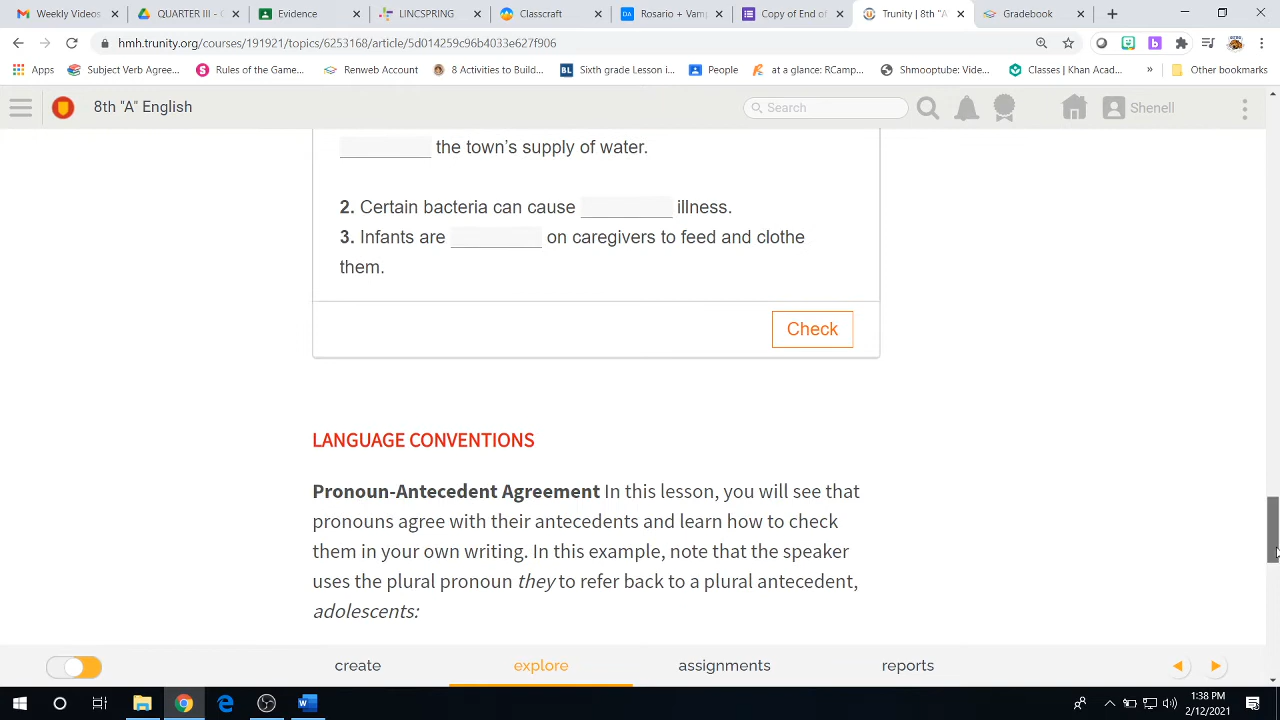 Weekly Videos
QUARTER III - C
Evidence
LINCSPRING
Classcraft
Rosario + Vamp
Copy of End of
Trunity | 8th "A
Gradebook
hmh.trunity.org/courses/191921/topics/6253168/article/5d014259c6fb4033e627f906
Apps
Subject Verb Agree...
Rules of the Game...
Renweb Account
Activities to Build...
BL
Sixth grade Lesson i...
People
at a glance: RCamp...
Shmooptube: Vide...
Classes | Khan Acad...
»
Other bookmarks
8th "A" English
Search
Shenell
the town's supply of water.
2. Certain bacteria can cause illness.
3. Infants are on caregivers to feed and clothe
them.
Check
LANGUAGE CONVENTIONS
Pronoun-Antecedent Agreement In this lesson, you will see that
pronouns agree with their antecedents and learn how to check
them in your own writing. In this example, note that the speaker
uses the plural pronoun they to refer back to a plural antecedent,
adolescents:
create
explore
assignments
reports
1:38 PM
2/12/2021